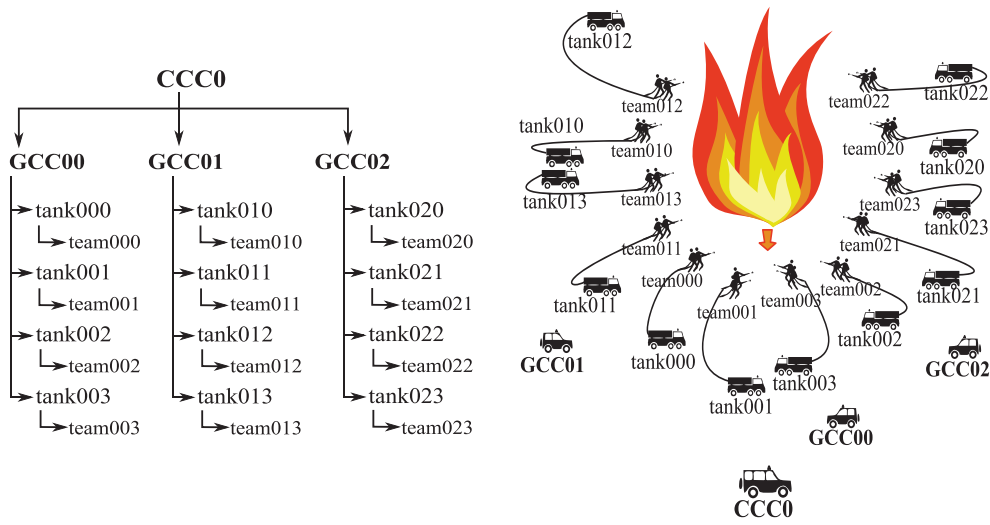 CCC0
GCC00 GCC01 GCC02
tank000 tank010 tank020
team000 team010 team020
tank001 tank011 tank021
team001 team011 team021
tank002 tank012 tank022
team002 team012 team022
tank003 tank013 tank023
team003 team013 team023
tank012
team012
team022
tank022
tank010
team010
team020
tank020
tank013
team013
team023
tank023
team011
team021
team000
team001
team003
team002
tank011
tank021
tank002
GCC01
tank000
tank003
GCC02
tank001
GCC00
CCC0